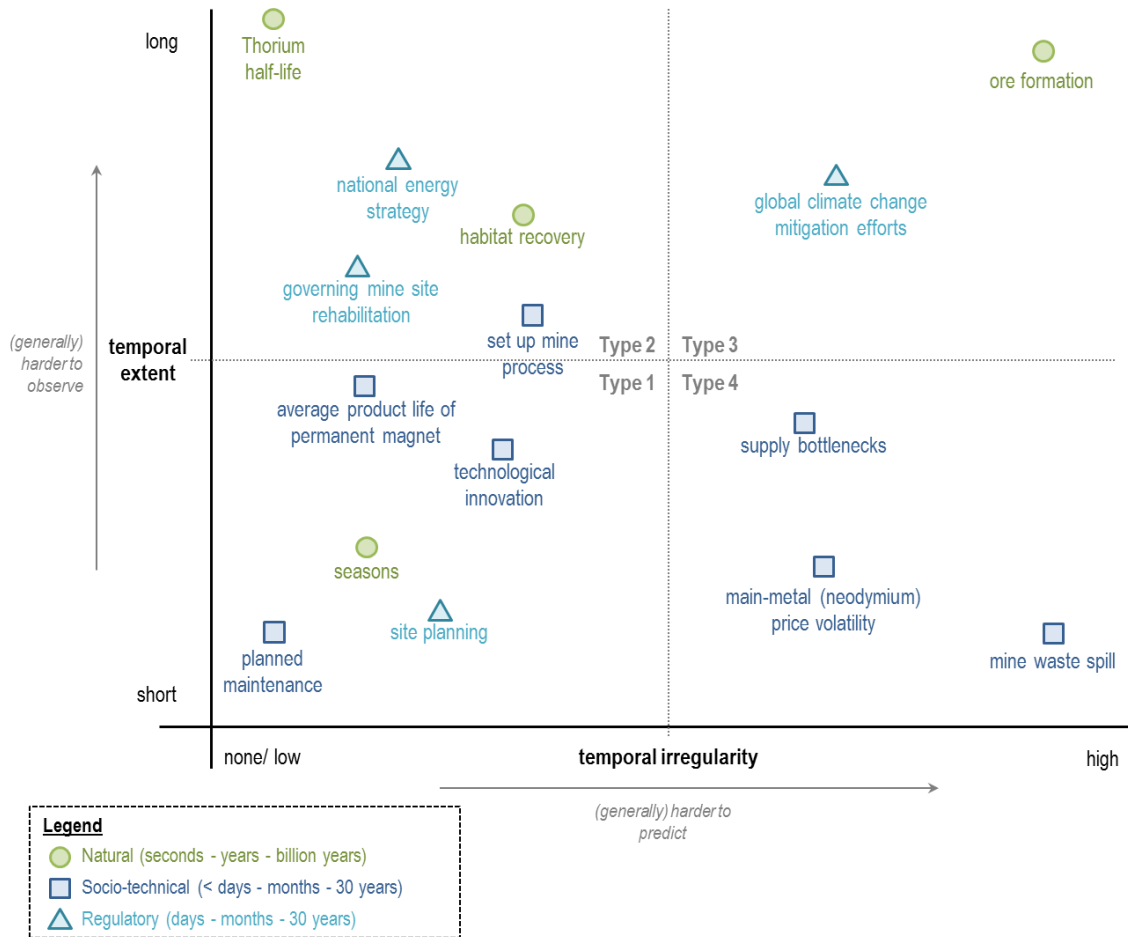 long
Thorium
half-life
ore formation
national energy
strategy
global climate change
mitigation efforts
habitat recovery
governing mine site
rehabilitation
(generally)
harder to
observe
temporal
extent
set up mine
process
Type 2
Type 3
Type 1
Type 4
average product life of
permanent magnet
supply bottlenecks
technological
innovation
seasons
main-metal (neodymium)
price volatility
site planning
planned
maintenance
mine waste spill
short
none/ low
temporal irregularity
high
(generally) harder to
predict
Legend
Natural (seconds - years - billion years)
Socio-technical (< days - months - 30 years)
Regulatory (days - months - 30 years)